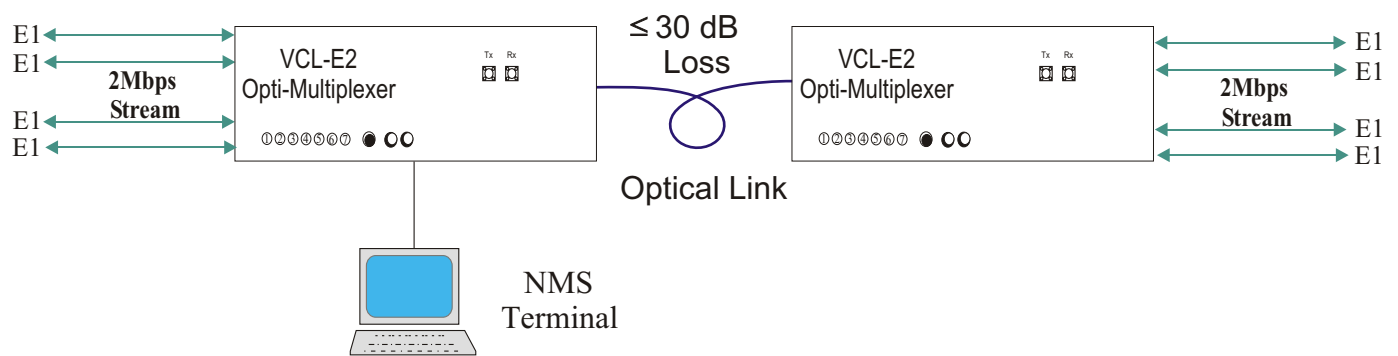 E1
E1
2Mbps
Stream
E1
E1
VCL-E2
Opti-Multiplexer
Tx Rx
①②③④⑤⑥⑦
≤ 30 dB
Loss
Optical Link
VCL-E2
Opti-Multiplexer
Tx Rx
①②③④⑤⑥⑦
E1
E1
2Mbps
Stream
E1
E1
NMS
Terminal